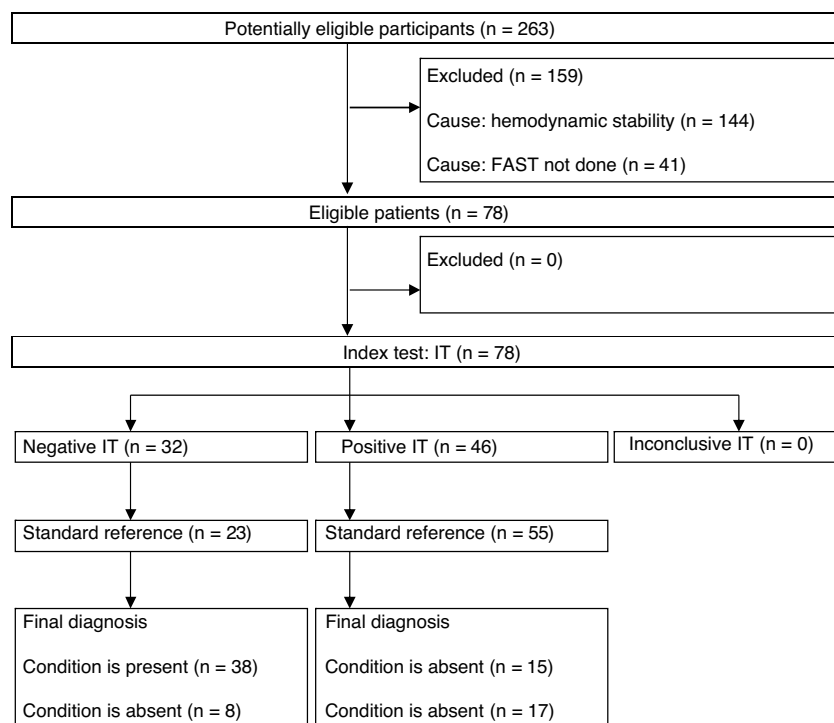 Potentially eligible participants (n = 263)
Excluded (n = 159)
Cause: hemodynamic stability (n = 144)
Cause: FAST not done (n = 41)
Eligible patients (n = 78)
Excluded (n = 0)
Index test: IT (n = 78)
Negative IT (n = 32)
Positive IT (n = 46)
Inconclusive IT (n = 0)
Standard reference (n = 23)
Standard reference (n = 55)
Final diagnosis
Condition is present (n = 38)
Condition is absent (n = 8)
Final diagnosis
Condition is absent (n = 15)
Condition is absent (n = 17)